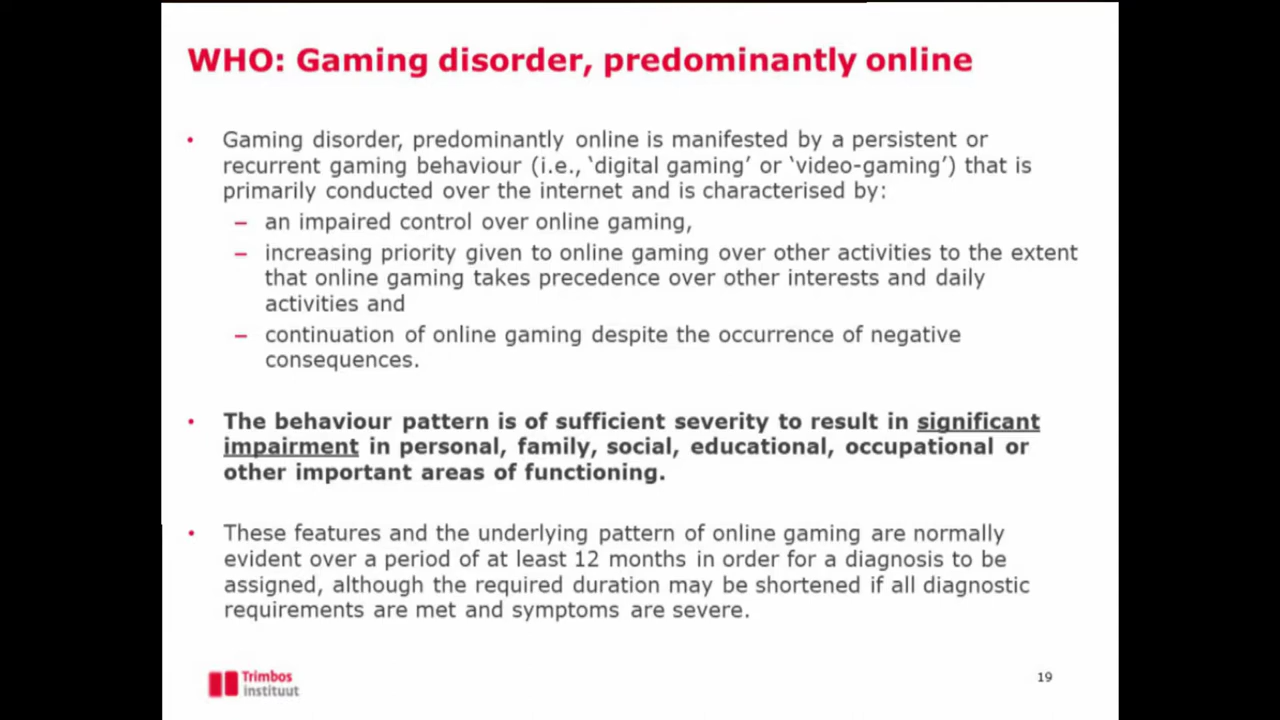 WHO: Gaming disorder, predominantly online
• Gaming disorder, predominantly online is manifested by a persistent or
recurrent gaming behaviour (i.e., ‘digital gaming’ or ‘video-gaming’) that is
primarily conducted over the internet and is characterised by:
– an impaired control over online gaming,
– increasing priority given to online gaming over other activities to the extent
that online gaming takes precedence over other interests and daily
activities and
– continuation of online gaming despite the occurrence of negative
consequences.
• The behaviour pattern is of sufficient severity to result in significant
impairment in personal, family, social, educational, occupational or
other important areas of functioning.
• These features and the underlying pattern of online gaming are normally
evident over a period of at least 12 months in order for a diagnosis to be
assigned, although the required duration may be shortened if all diagnostic
requirements are met and symptoms are severe.
Trimbos
instituut
19